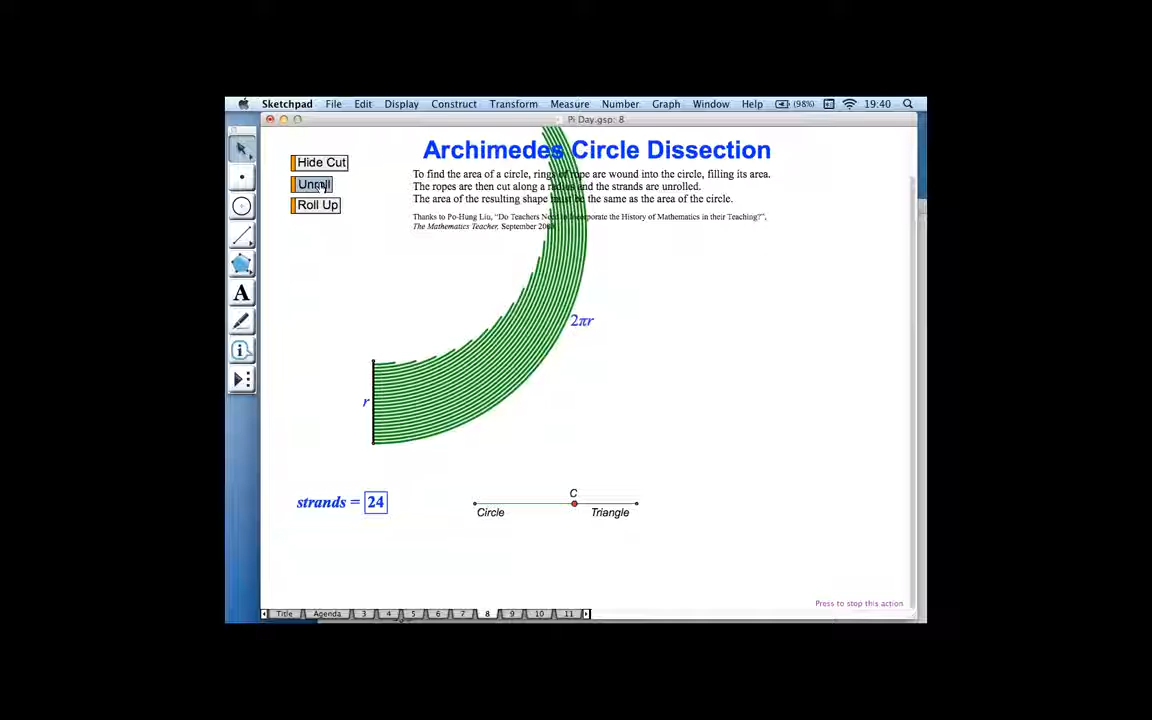 Sketchpad File Edit Display Construct Transform Measure Number Graph Window Help (98%) 19:40
Pi Day.gsp: 8
Hide Cut
Unroll
Roll Up
Archimedes Circle Dissection
To find the area of a circle, rings of rope are wound into the circle, filling its area.
The ropes are then cut along a radius and the strands are unrolled.
The area of the resulting shape must be the same as the area of the circle.
Thanks to Po-Hung Liu, “Do Teachers Need to Incorporate the History of Mathematics in their Teaching?”,
The Mathematics Teacher, September
A
2πr
r
strands = 24
C
Circle Triangle
Press to stop this action
Title Agenda 3 4 5 6 7 8 9 10 11